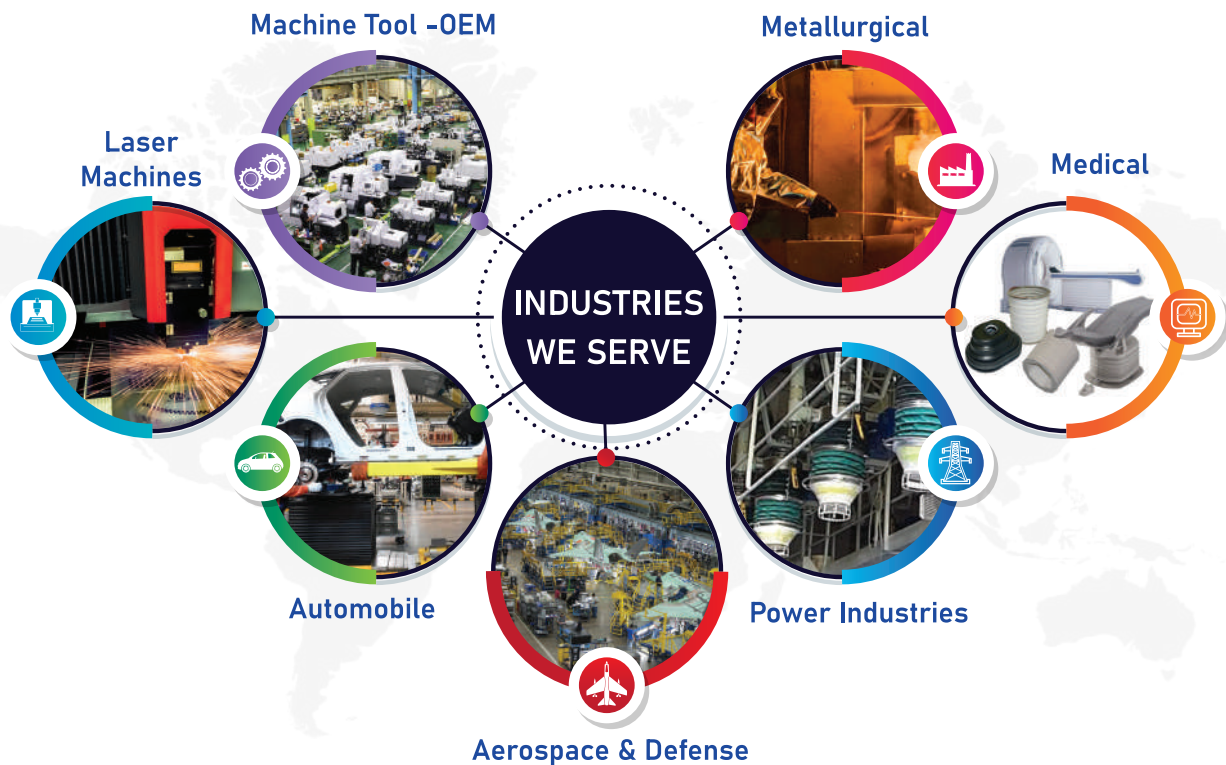 Machine Tool -OEM
Metallurgical
Laser
Machines
Medical
INDUSTRIES
WE SERVE
Automobile
Power Industries
Aerospace & Defense